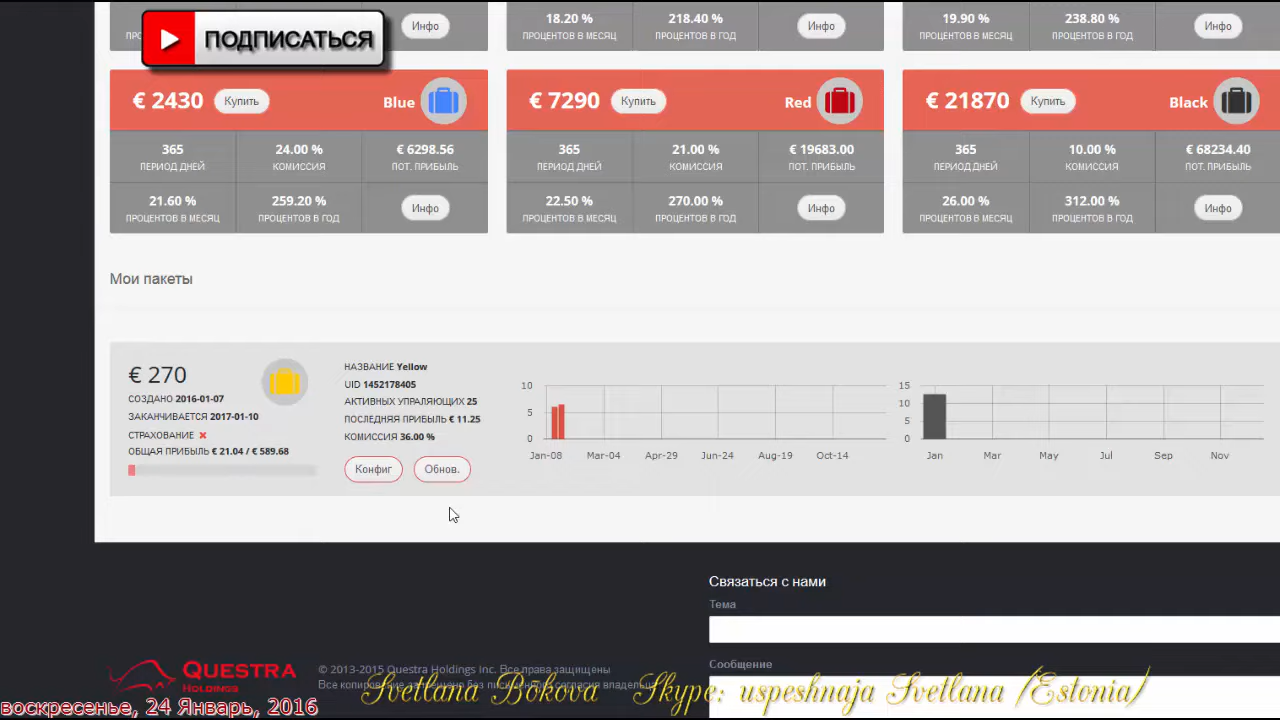 ПОДПИСАТЬСЯ
Инфо
18.20 %
ПРОЦЕНТОВ В МЕСЯЦ
218.40 %
ПРОЦЕНТОВ В ГОД
Инфо
19.90 %
ПРОЦЕНТОВ В МЕСЯЦ
238.80 %
ПРОЦЕНТОВ В ГОД
Инфо
€ 2430 Купить Blue
365
ПЕРИОД ДНЕЙ
24.00 %
КОМИССИЯ
€ 6298.56
ПОТ. ПРИБЫЛЬ
21.60 %
ПРОЦЕНТОВ В МЕСЯЦ
259.20 %
ПРОЦЕНТОВ В ГОД
Инфо
€ 7290 Купить Red
365
ПЕРИОД ДНЕЙ
21.00 %
КОМИССИЯ
€ 19683.00
ПОТ. ПРИБЫЛЬ
22.50 %
ПРОЦЕНТОВ В МЕСЯЦ
270.00 %
ПРОЦЕНТОВ В ГОД
Инфо
€ 21870 Купить Black
365
ПЕРИОД ДНЕЙ
10.00 %
КОМИССИЯ
€ 68234.40
ПОТ. ПРИБЫЛЬ
26.00 %
ПРОЦЕНТОВ В МЕСЯЦ
312.00 %
ПРОЦЕНТОВ В ГОД
Инфо
Мои пакеты
€ 270
СОЗДАНО 2016-01-07
ЗАКАНЧИВАЕТСЯ 2017-01-10
СТРАХОВАНИЕ
ОБЩАЯ ПРИБЫЛЬ € 21.04 / € 589.68
НАЗВАНИЕ Yellow
UID 1452178405
АКТИВНЫХ УПРАЛЯЮЩИХ 25
ПОСЛЕДНЯЯ ПРИБЫЛЬ € 11.25
КОМИССИЯ 36.00 %
Конфиг Обнов.
10
5
0
Jan-08 Mar-04 Apr-29 Jun-24 Aug-19 Oct-14
15
10
5
0
Jan Mar May Jul Sep Nov
Связаться с нами
Тема
Сообщение
QUESTRA
HOLDINGS
© 2013-2015 Questra Holdings Inc. Все права защищены
Svetlana Bokova Skype: uspeshnaja Svetlana (Estonia)
воскресенье, 24 Январь, 2016